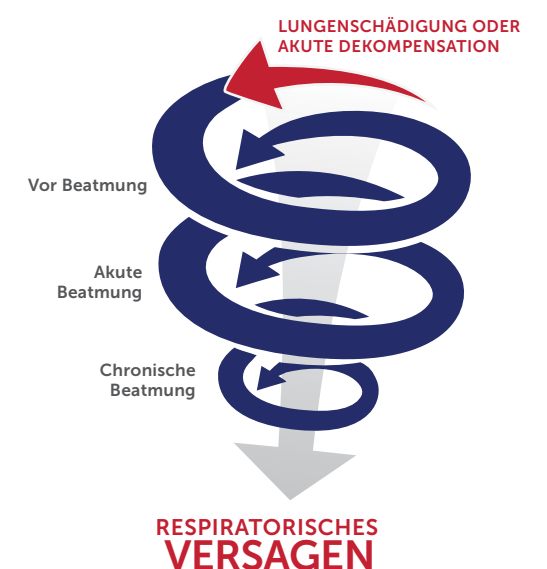 LUNGENSCHÄDIGUNG ODER
AKUTE DEKOMPENSATION
Vor Beatmung
Akute
Beatmung
Chronische
Beatmung
RESPIRATORISCHES
VERSAGEN